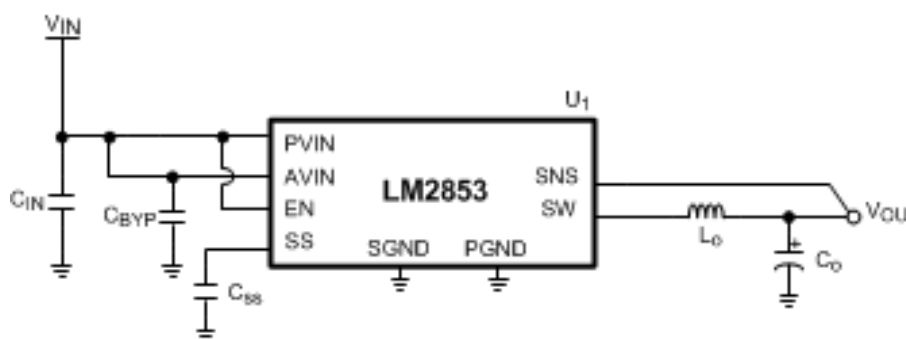 VIN
U1
PVIN
AVIN
EN
SS
LM2853
SNS
SW
SGND PGND
CIN
CBYP
Css
Lo
+
Co
VOU